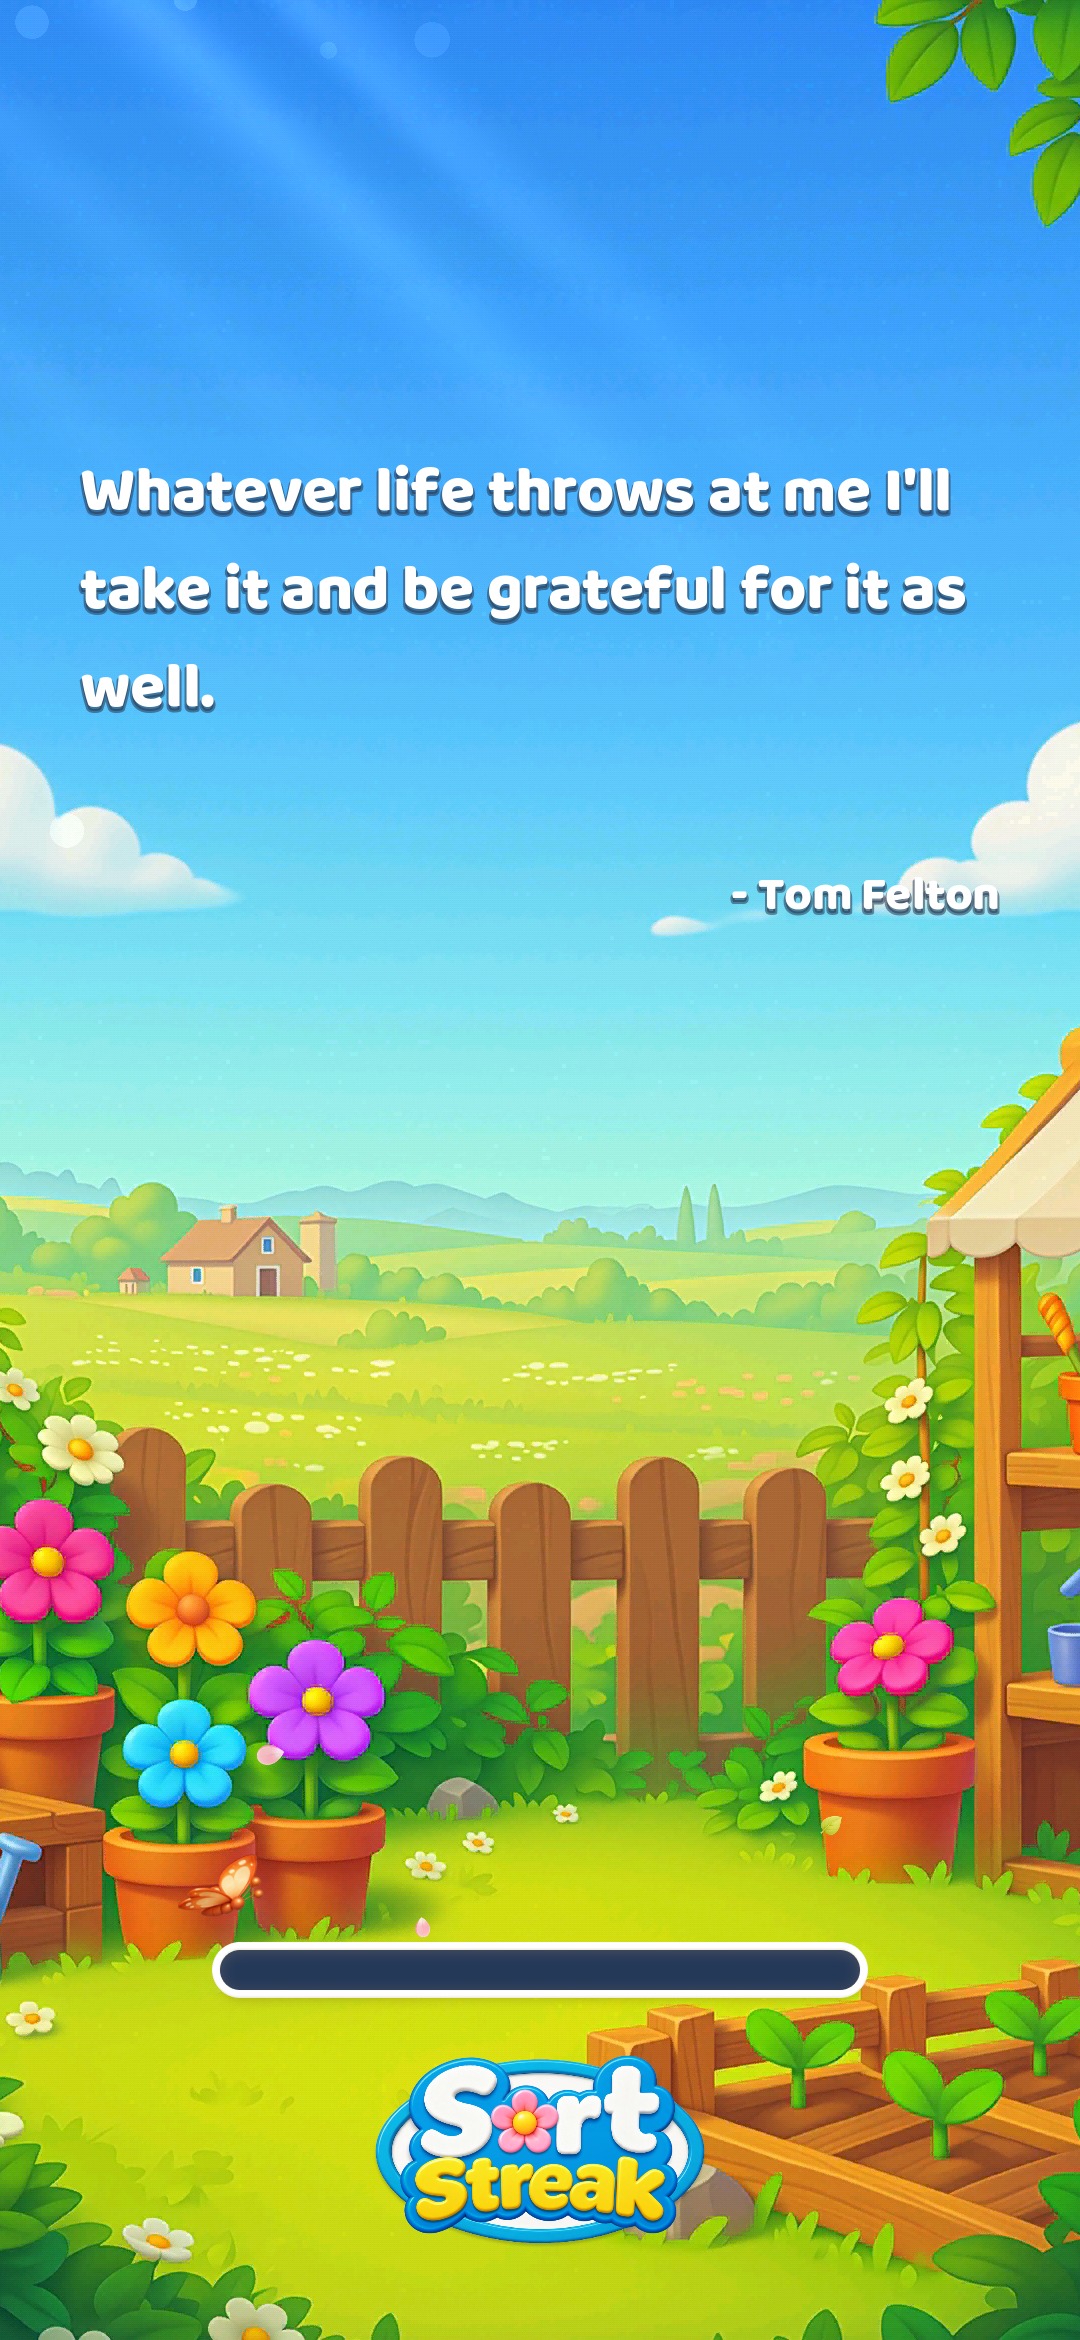 Whatever life throws at me I'll
take it and be grateful for it as
well.
- Tom Felton
Sort
Streak